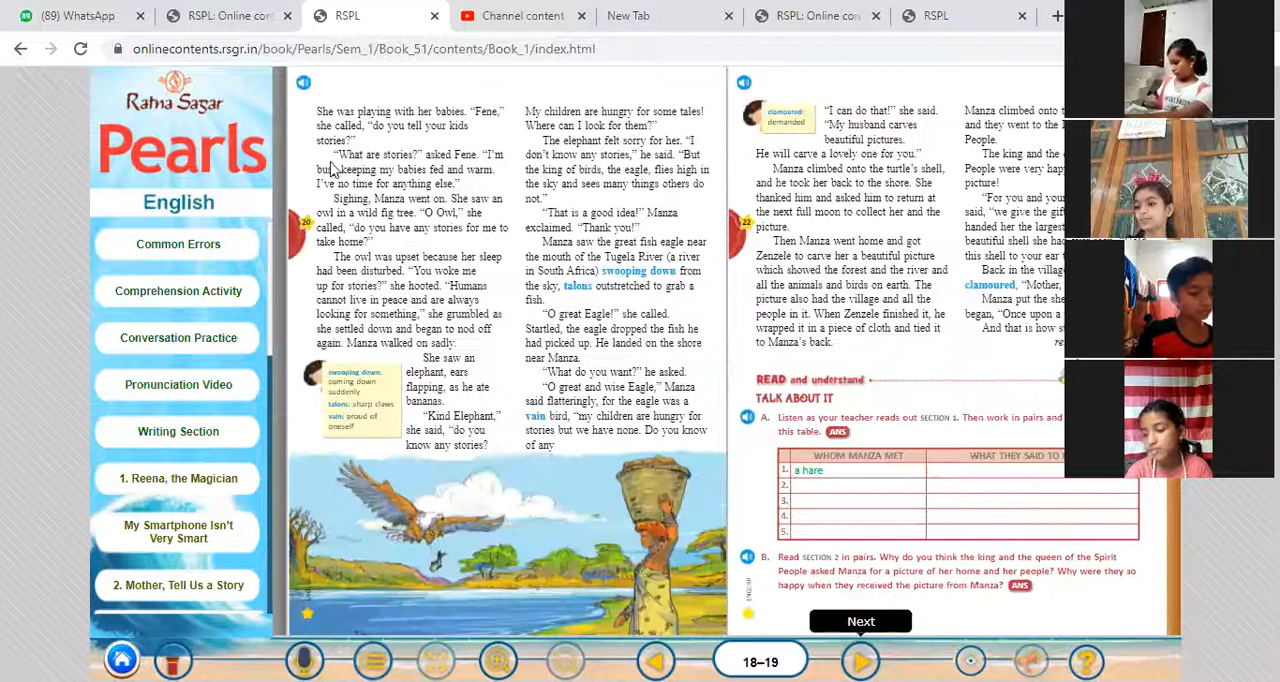 (89) WhatsApp
RSPL: Online con
RSPL
Channel content
New Tab
RSPL: Online co
RSPL
onlinecontents.rsgr.in/book/Pearls/Sem_1/Book_51/contents/Book_1/index.html
Ratna Sagar
Pearls
English
Common Errors
Comprehension Activity
Conversation Practice
Pronunciation Video
Writing Section
1. Reena, the Magician
My Smartphone Isn't
Very Smart
2. Mother, Tell Us a Story
20
She was playing with her babies. "Fene,"
she called, "do you tell your kids
stories?"
"What are stories?" asked Fene. "I'm
busy keeping my babies fed and warm.
I've no time for anything else."
Sighing, Manza went on. She saw an
owl in a wild fig tree. "O Owl," she
called, "do you have any stories for me to
take home?"
The owl was upset because her sleep
had been disturbed. "You woke me
up for stories?" she hooted. "Humans
cannot live in peace and are always
looking for something," she grumbled as
she settled down and began to nod off
again. Manza walked on sadly.
She saw an
elephant, ears
flapping, as he ate
bananas.
"Kind Elephant,"
she said, "do you
know any stories?
swooping down:
coming down
suddenly
talons: sharp claws
vain: proud of
oneself
My children are hungry for some tales!
Where can I look for them?"
The elephant felt sorry for her. "I
don't know any stories," he said. "But
the king of birds, the eagle, flies high in
the sky and sees many things others do
not."
"That is a good idea!" Manza
exclaimed. "Thank you!"
Manza saw the great fish eagle near
the mouth of the Tugela River (a river
in South Africa) swooping down from
the sky, talons outstretched to grab a
fish.
"O great Eagle!" she called.
Startled, the eagle dropped the fish he
had picked up. He landed on the shore
near Manza.
"What do you want?" he asked.
"O great and wise Eagle," Manza
said flatteringly, for the eagle was a
vain bird, "my children are hungry for
stories but we have none. Do you know
of any
ENGLISH
22
clamoured:
demanded
"I can do that!" she said.
"My husband carves
beautiful pictures.
He will carve a lovely one for you."
Manza climbed onto the turtle's shell,
and he took her back to the shore. She
thanked him and asked him to return at
the next full moon to collect her and the
picture.
Then Manza went home and got
Zenzele to carve her a beautiful picture
which showed the forest and the river and
all the animals and birds on earth. The
picture also had the village and all the
people in it. When Zenzele finished it, he
wrapped it in a piece of cloth and tied it
to Manza's back.
Manza climbed onto t
and they went to the
People.
The king and the
People were very hap
picture!
"For you and your
said, "we give the gif
handed her the larges
beautiful shell she ha
this shell to your ear
Back in the villag
clamoured, "Mother,
Manza put the she
began, "Once upon a
And that is how st
re
READ and understand
TALK ABOUT IT
A. Listen as your teacher reads out SECTION 1. Then work in pairs and
this table. ANS
WHOM MANZA MET
WHAT THEY SAID TO
1. a hare
2.
3.
4.
5.
B. Read SECTION 2 in pairs. Why do you think the king and the queen of the Spirit
People asked Manza for a picture of her home and her people? Why were they so
happy when they received the picture from Manza? ANS
ENGLISH
Next
18-19